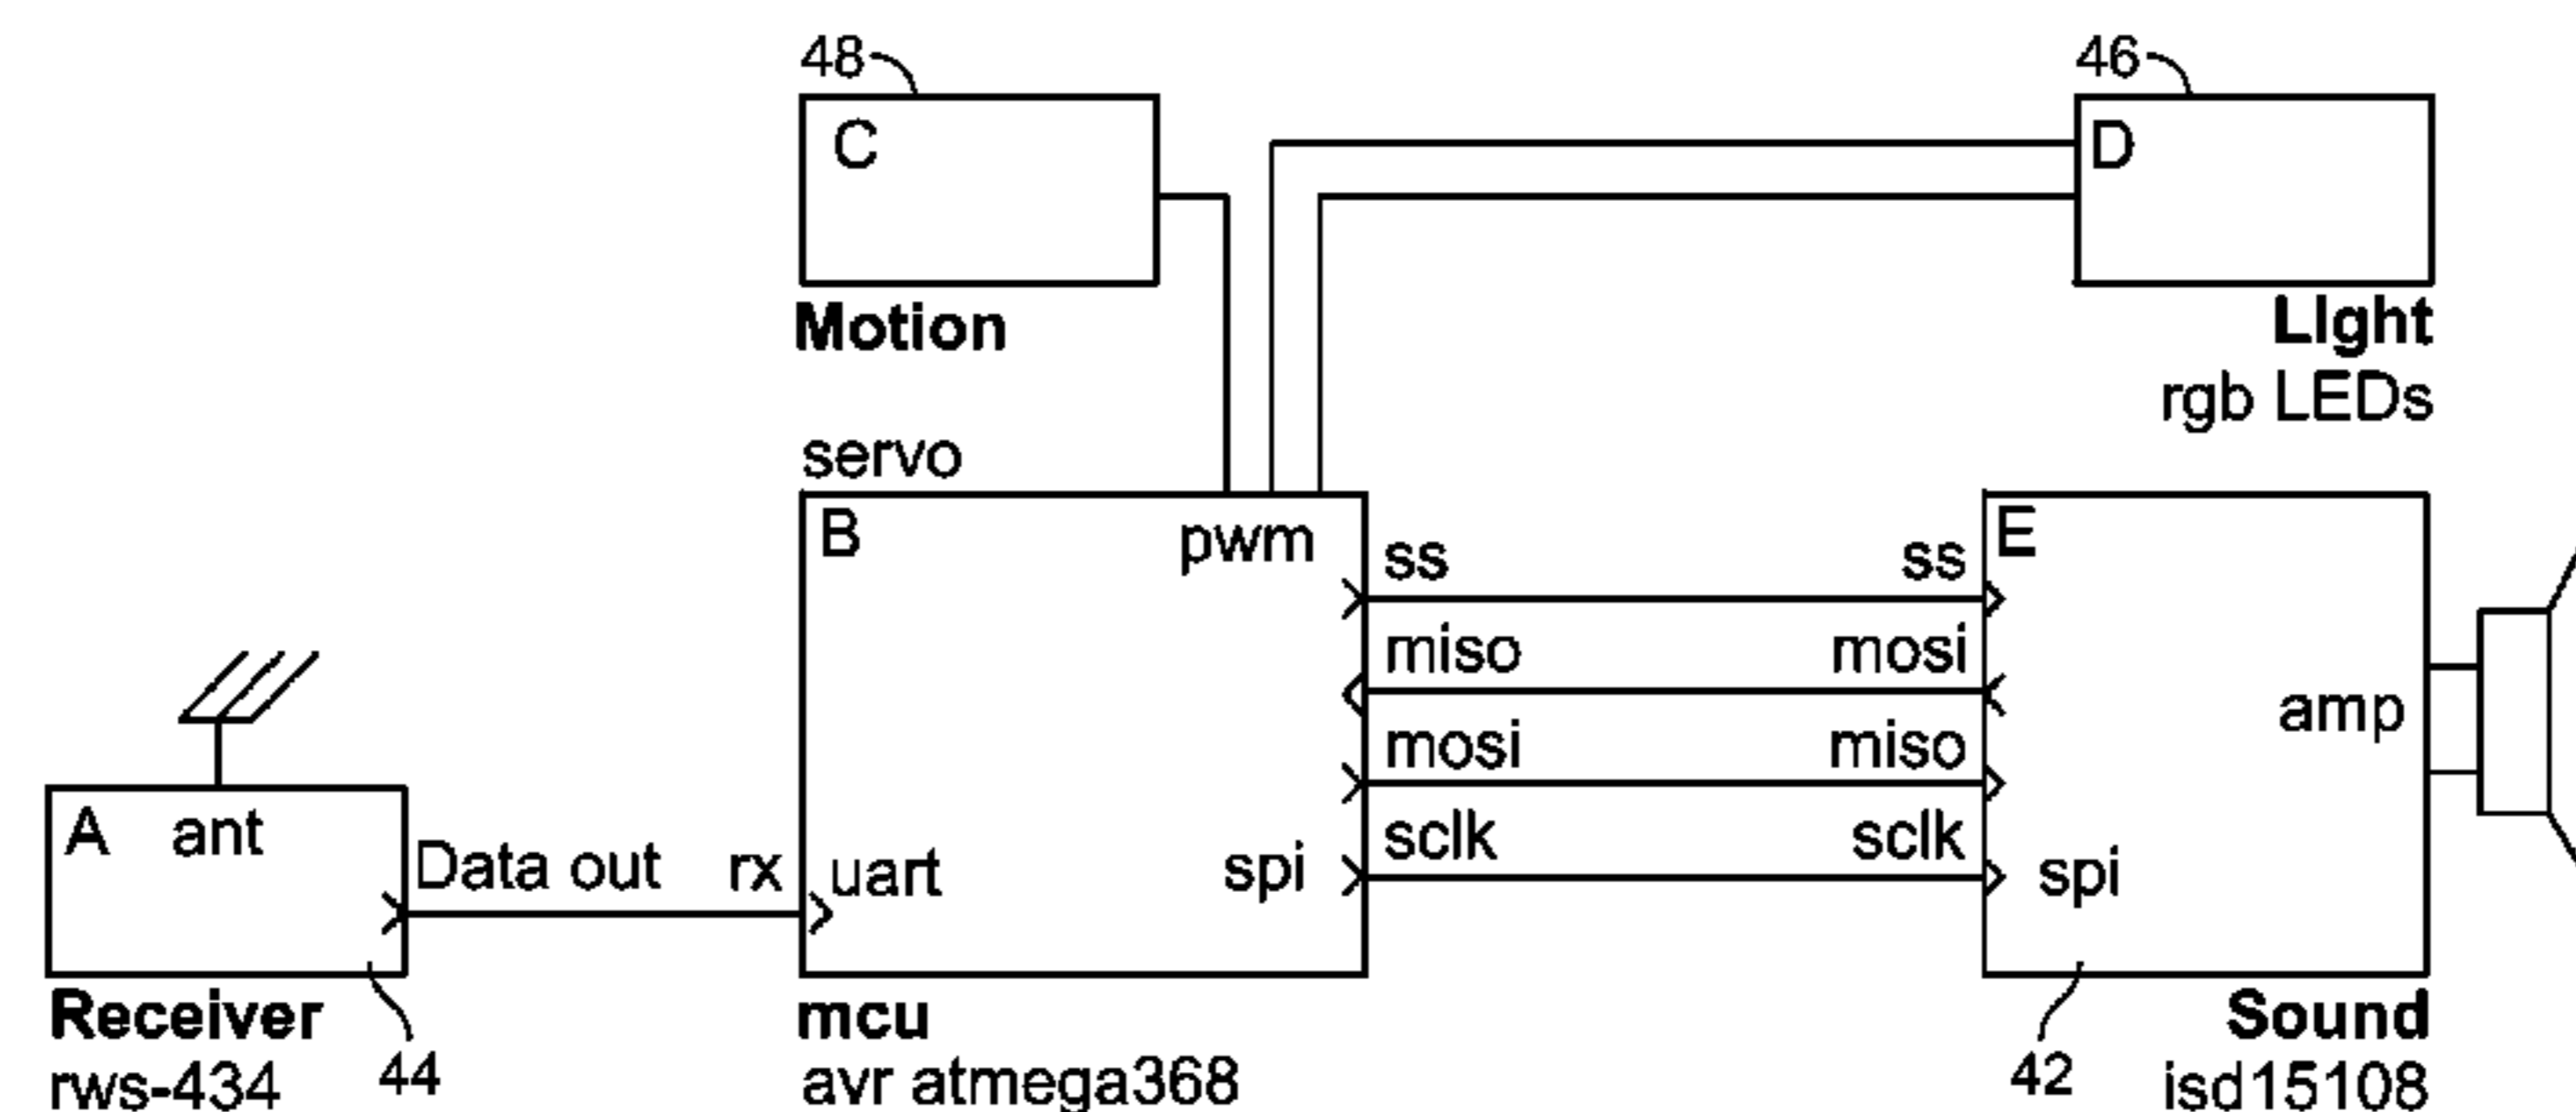 48
46
C
D
Motion
LIght
rgb LEDs
servo
B
pwm
E
ss
ss
miso
mosi
amp
mosi
miso
A
ant
sclk
sclk
Data out
rx
uart
spi
spi
Receiver
mcu
Sound
rws-434
44
avr atmega368
42
isd15108